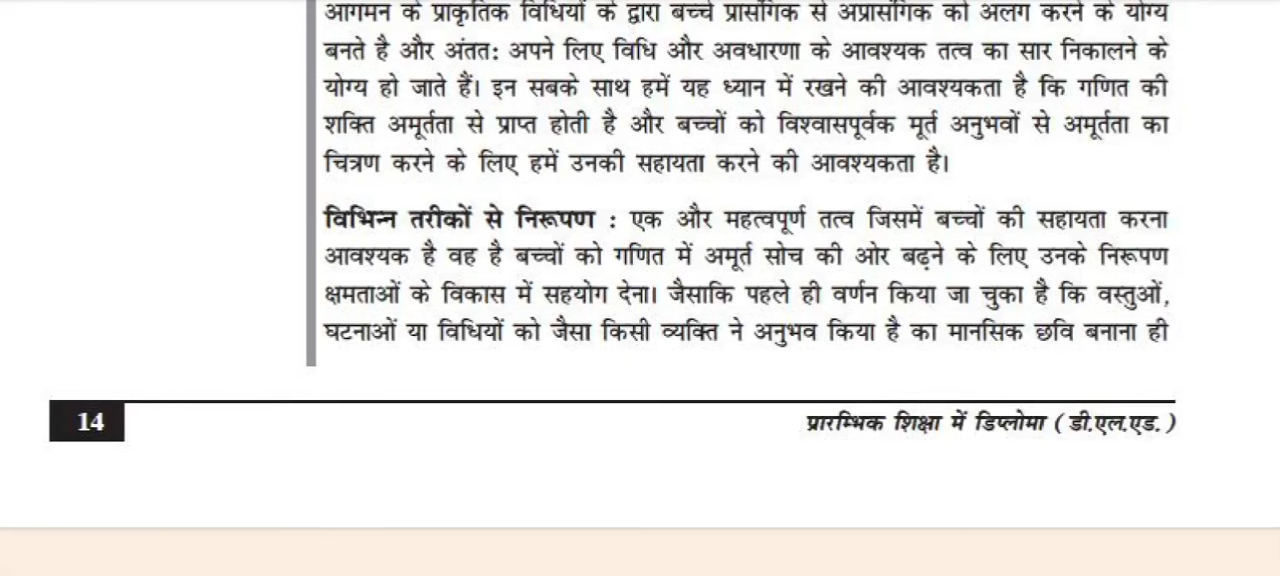 आगमन के प्राकृतिक विधियों के द्वारा बच्चे प्रासंगिक से अप्रासंगिक को अलग करने के योग्य
बनते है और अंतत: अपने लिए विधि और अवधारणा के आवश्यक तत्व का सार निकालने के
योग्य हो जाते हैं। इन सबके साथ हमें यह ध्यान में रखने की आवश्यकता है कि गणित की
शक्ति अमूर्तता से प्राप्त होती है और बच्चों को विश्वासपूर्वक मूर्त अनुभवों से अमूर्तता का
चित्रण करने के लिए हमें उनकी सहायता करने की आवश्यकता है।
विभिन्न तरीकों से निरूपण : एक और महत्वपूर्ण तत्व जिसमें बच्चों की सहायता करना
आवश्यक है वह है बच्चों को गणित में अमूर्त सोच की ओर बढ़ने के लिए उनके निरूपण
क्षमताओं के विकास में सहयोग देना। जैसाकि पहले ही वर्णन किया जा चुका है कि वस्तुओं,
घटनाओं या विधियों को जैसा किसी व्यक्ति ने अनुभव किया है का मानसिक छवि बनाना ही
14
प्रारम्भिक शिक्षा में डिप्लोमा ( डी.एल.एड. )